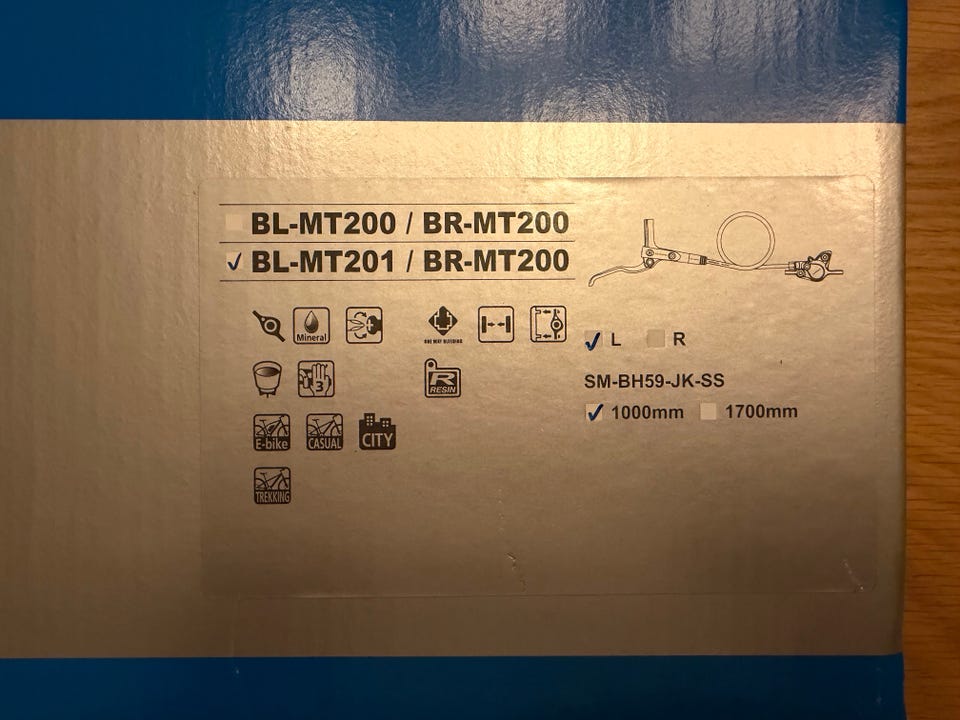 BL-MT200 / BR-MT200
BL-MT201 / BR-MT200
Mineral
ONE WAY BLEEDING
L R
3
RESIN
SM-BH59-JK-SS
1000mm 1700mm
E-bike CASUAL CITY
TREKKING